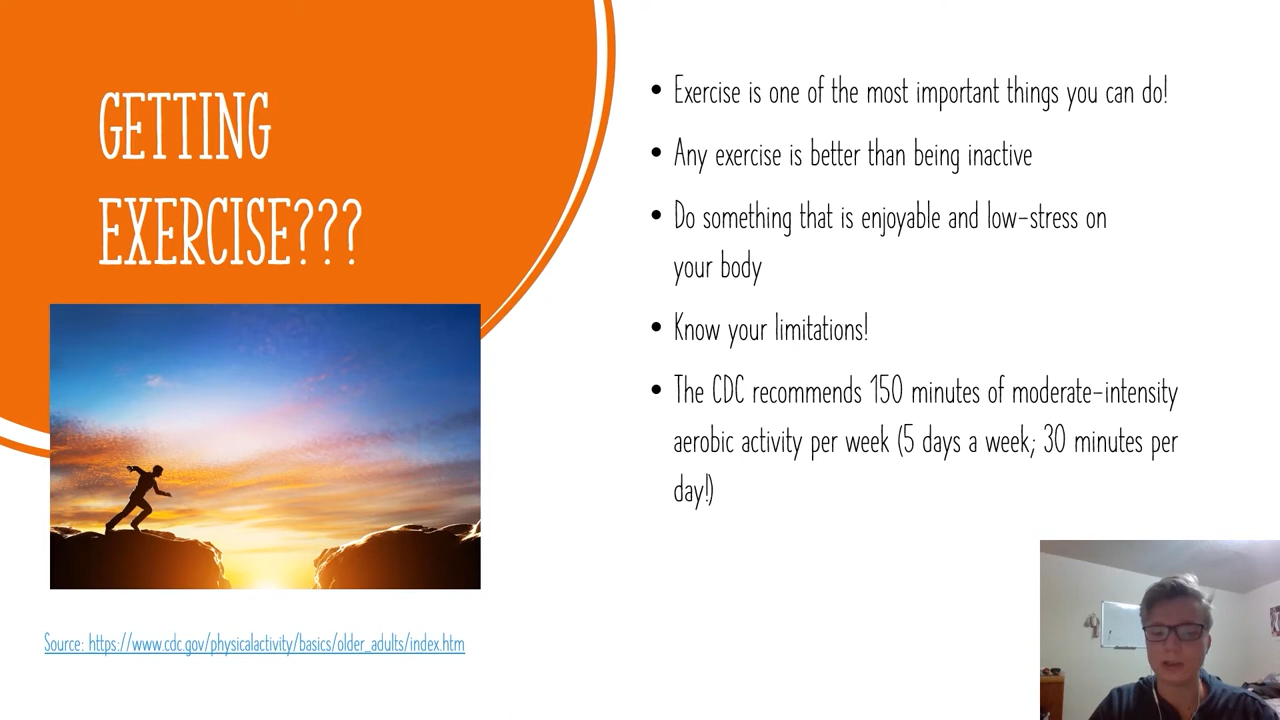 GETTING
EXERCISE???
• Exercise is one of the most important things you can do!
• Any exercise is better than being inactive
• Do something that is enjoyable and low-stress on
your body
• Know your limitations!
• The CDC recommends 150 minutes of moderate-intensity
aerobic activity per week (5 days a week; 30 minutes per
day!)
Source: https://www.cdc.gov/physicalactivity/basics/older_adults/index.htm